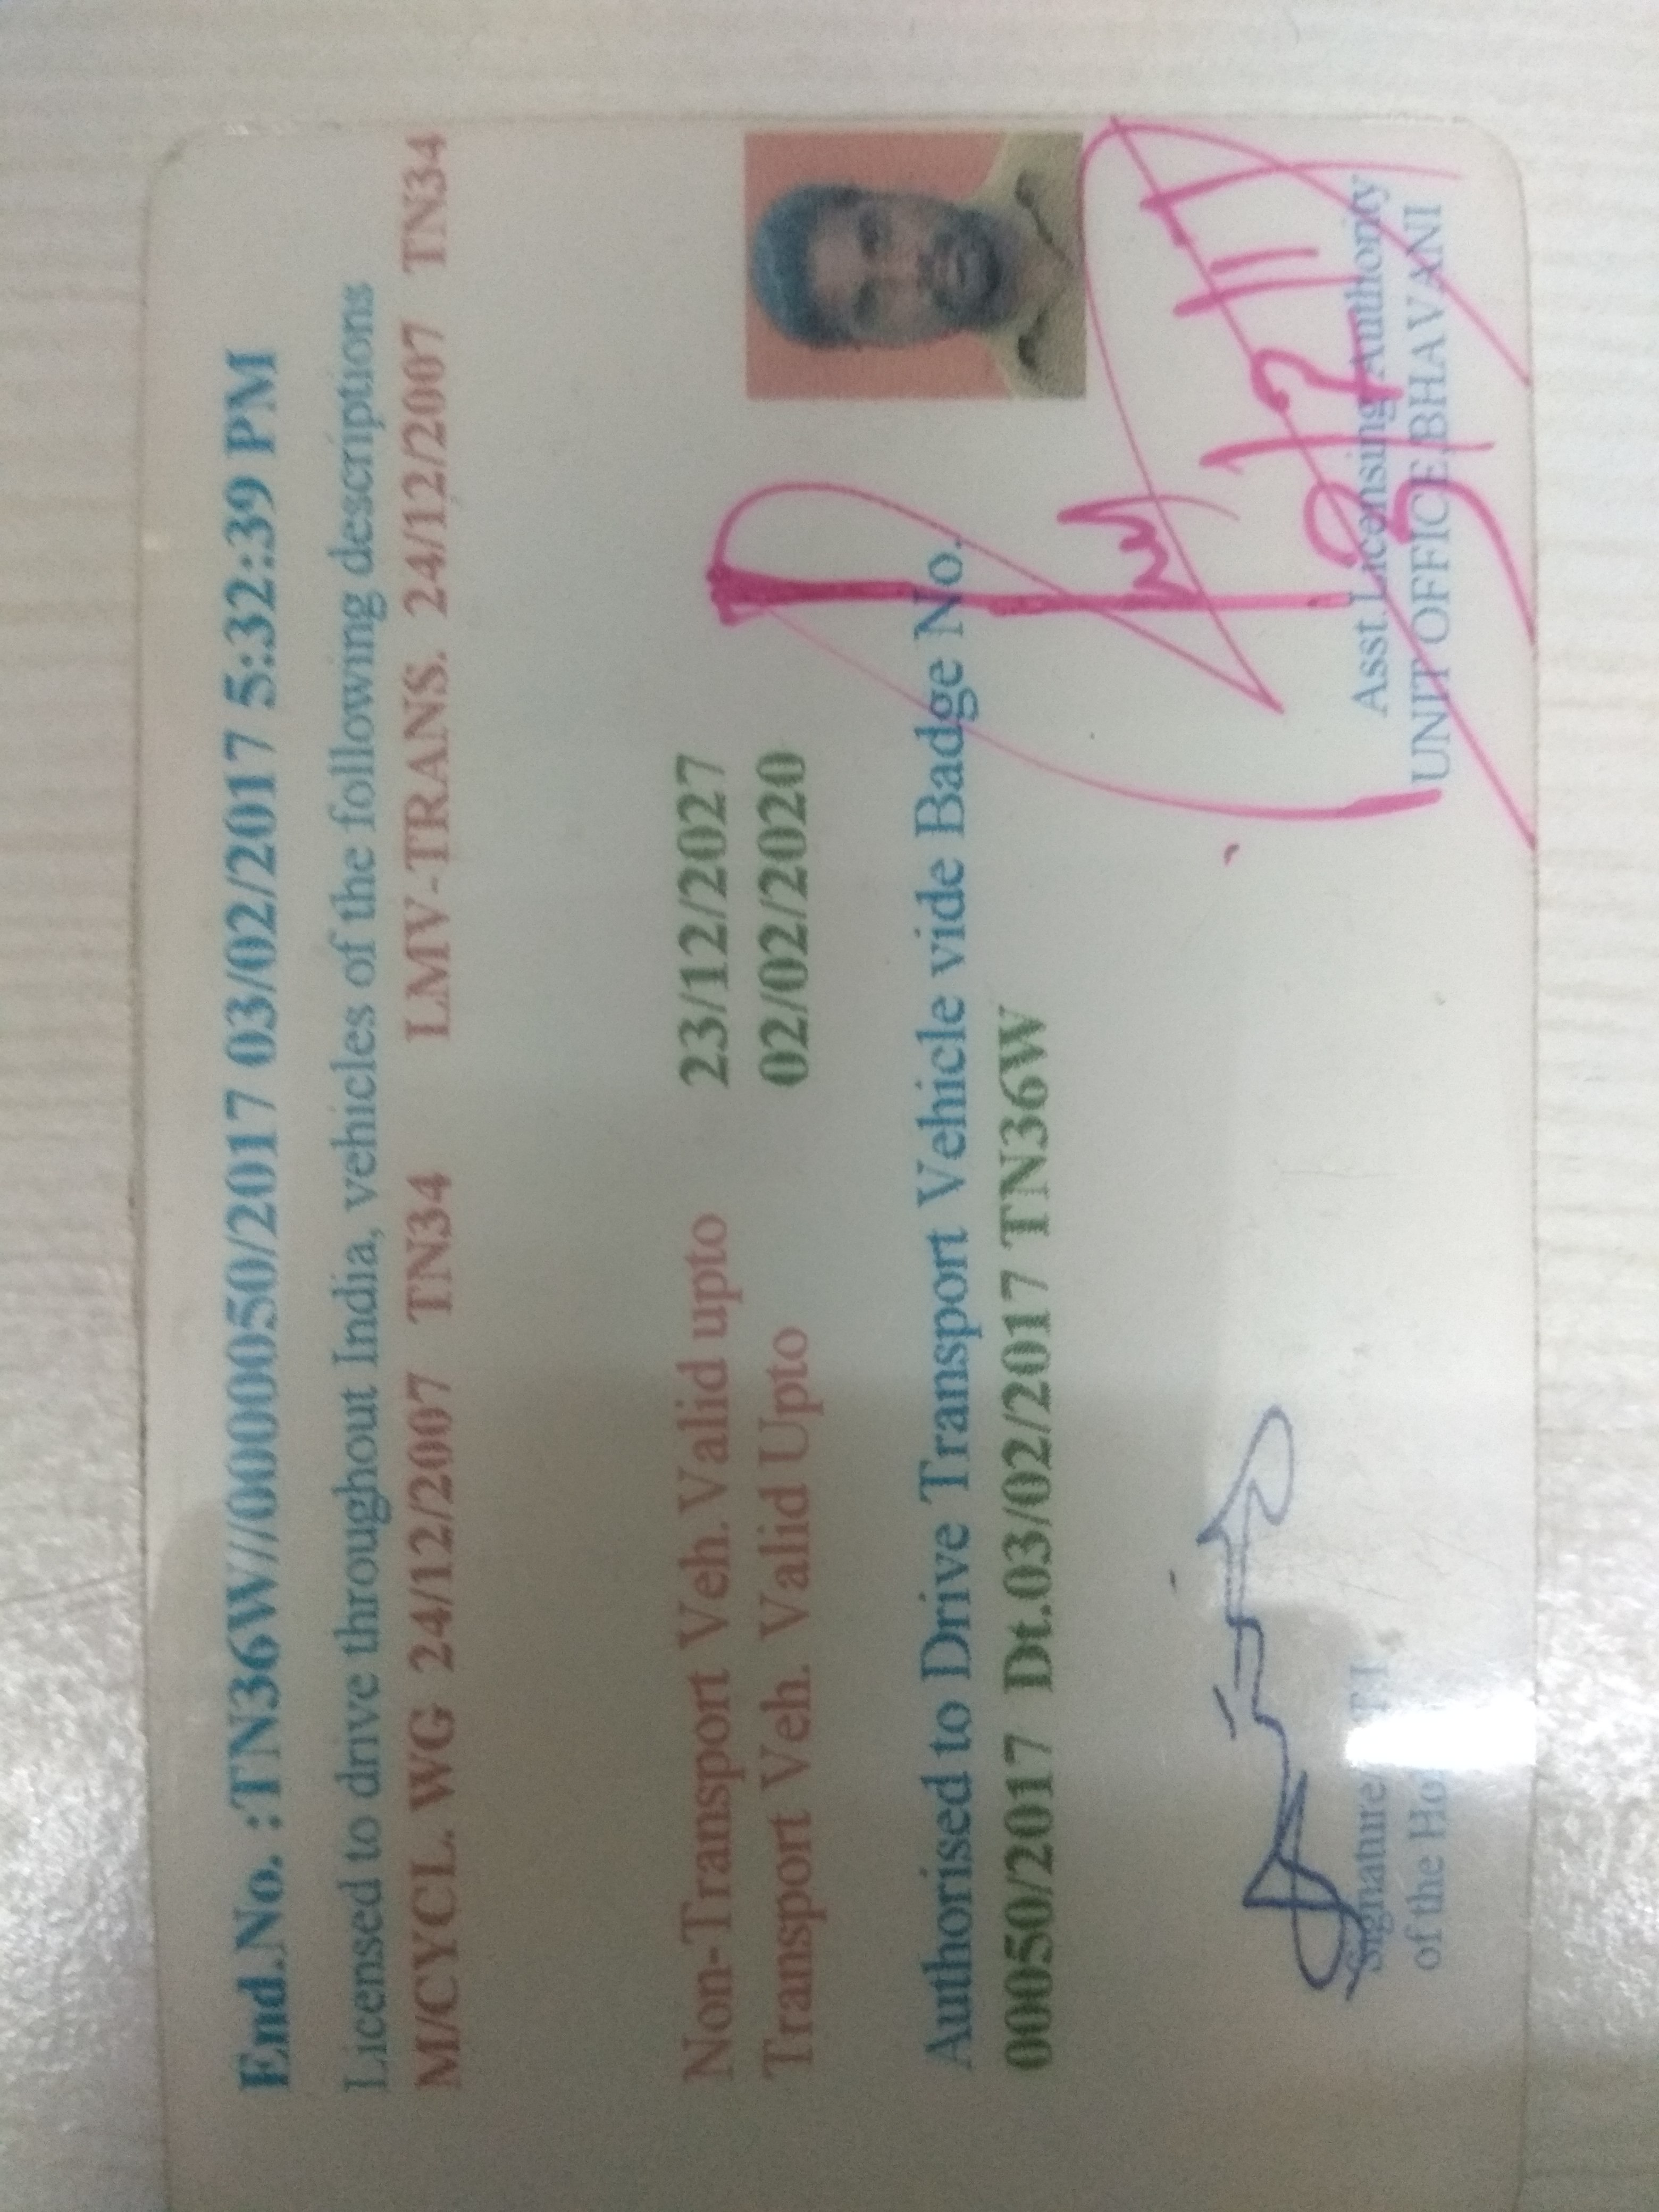 End.No. :TN36W/0000050/2017 03/02/2017 5:32:39 PM
Licensed to drive throughout India, vehicles of the following descriptions
M/CYCL. WG 24/12/2007 TN34 LMV-TRANS. 24/12/2007 TN34
Non-Transport Veh.Valid upto 23/12/2027
Transport Veh. Valid Upto 02/02/2020
Authorised to Drive Transport Vehicle vide Badge No.
00050/2017 Dt.03/02/2017 TN36W
Signature
of the
Asst.Licensing Authority
UNIT OFFICE,BHAVANI